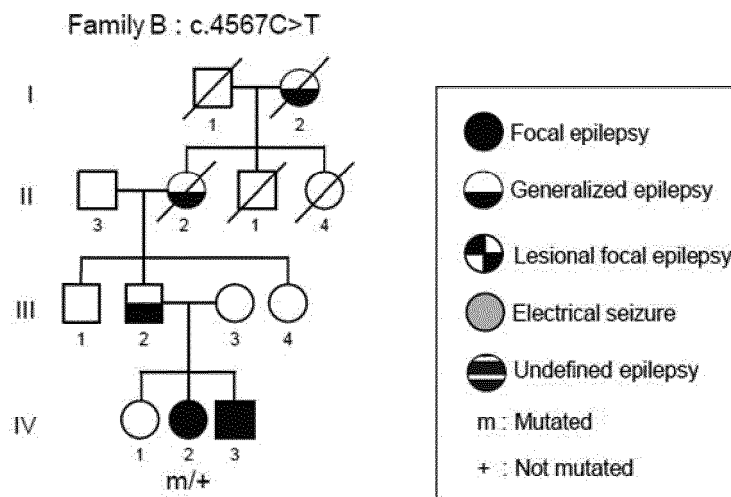 Family B : c.4567C>T
I
1 2
II
3 2 1 4
III
1 2 3 4
IV
1 2 3
m/+
Focal epilepsy
Generalized epilepsy
Lesional focal epilepsy
Electrical seizure
Undefined epilepsy
m : Mutated
+ : Not mutated